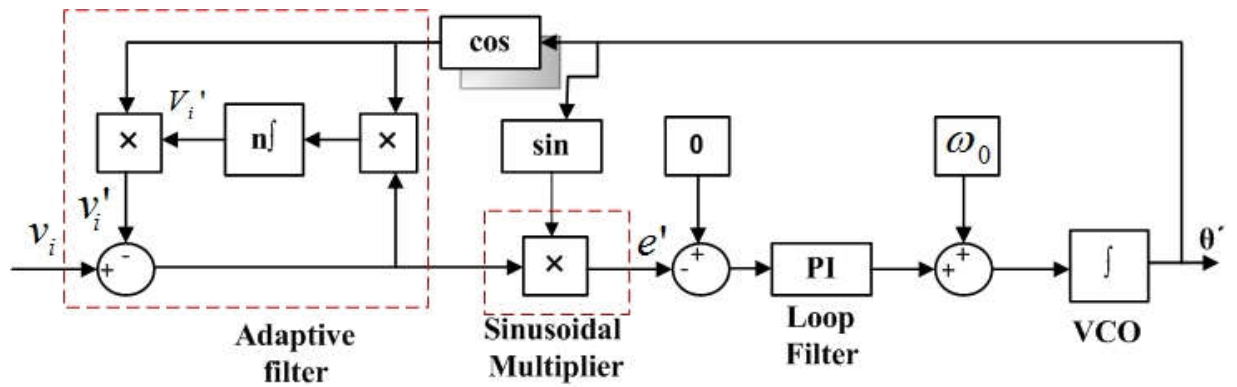 cos
V_i'
×
n∫
×
sin
0
ω_0
v_i
v_i'
-
+
×
e'
+
-
PI
+
+
∫
θ´
Adaptive
filter
Sinusoidal
Multiplier
Loop
Filter
VCO